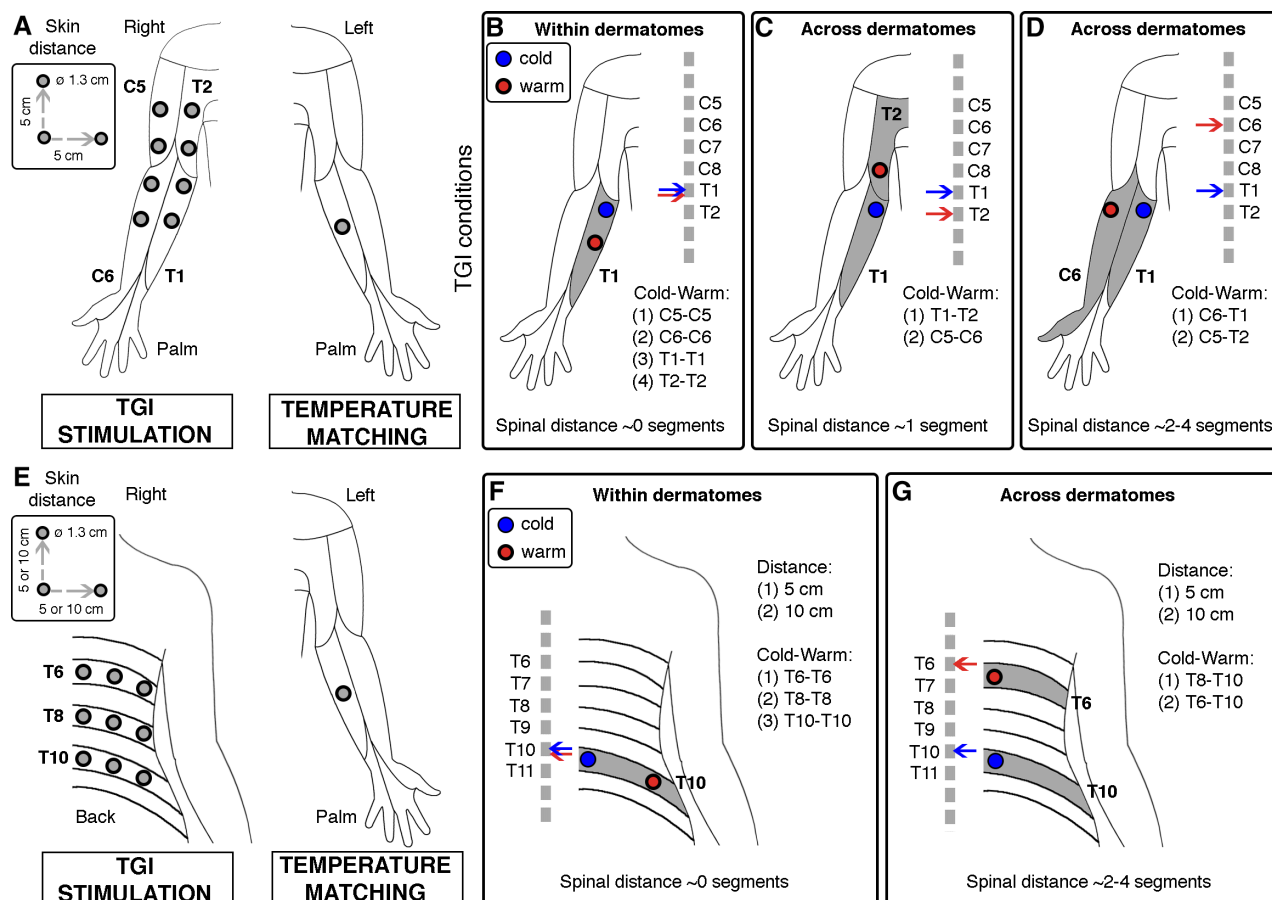 A
Skin
distance
Right
Left
ø 1.3 cm
5 cm
5 cm
C5
T2
C6
T1
Palm
Palm
TGI
STIMULATION
TEMPERATURE
MATCHING
TGI conditions
B
Within dermatomes
cold
warm
C5
C6
C7
C8
T1
T2
T1
Cold-Warm:
(1) C5-C5
(2) C6-C6
(3) T1-T1
(4) T2-T2
Spinal distance ~0 segments
C
Across dermatomes
T2
C5
C6
C7
C8
T1
T2
T1
Cold-Warm:
(1) T1-T2
(2) C5-C6
Spinal distance ~1 segment
D
Across dermatomes
C5
C6
C7
C8
T1
T2
C6
T1
Cold-Warm:
(1) C6-T1
(2) C5-T2
Spinal distance ~2-4 segments
E
Skin
distance
Right
Left
ø 1.3 cm
5 or 10 cm
5 or 10 cm
T6
T8
T10
Back
Palm
TGI
STIMULATION
TEMPERATURE
MATCHING
F
Within dermatomes
cold
warm
Distance:
(1) 5 cm
(2) 10 cm
Cold-Warm:
(1) T6-T6
(2) T8-T8
(3) T10-T10
T6
T7
T8
T9
T10
T11
T10
Spinal distance ~0 segments
G
Across dermatomes
Distance:
(1) 5 cm
(2) 10 cm
Cold-Warm:
(1) T8-T10
(2) T6-T10
T6
T7
T8
T9
T10
T11
T6
T10
Spinal distance ~2-4 segments